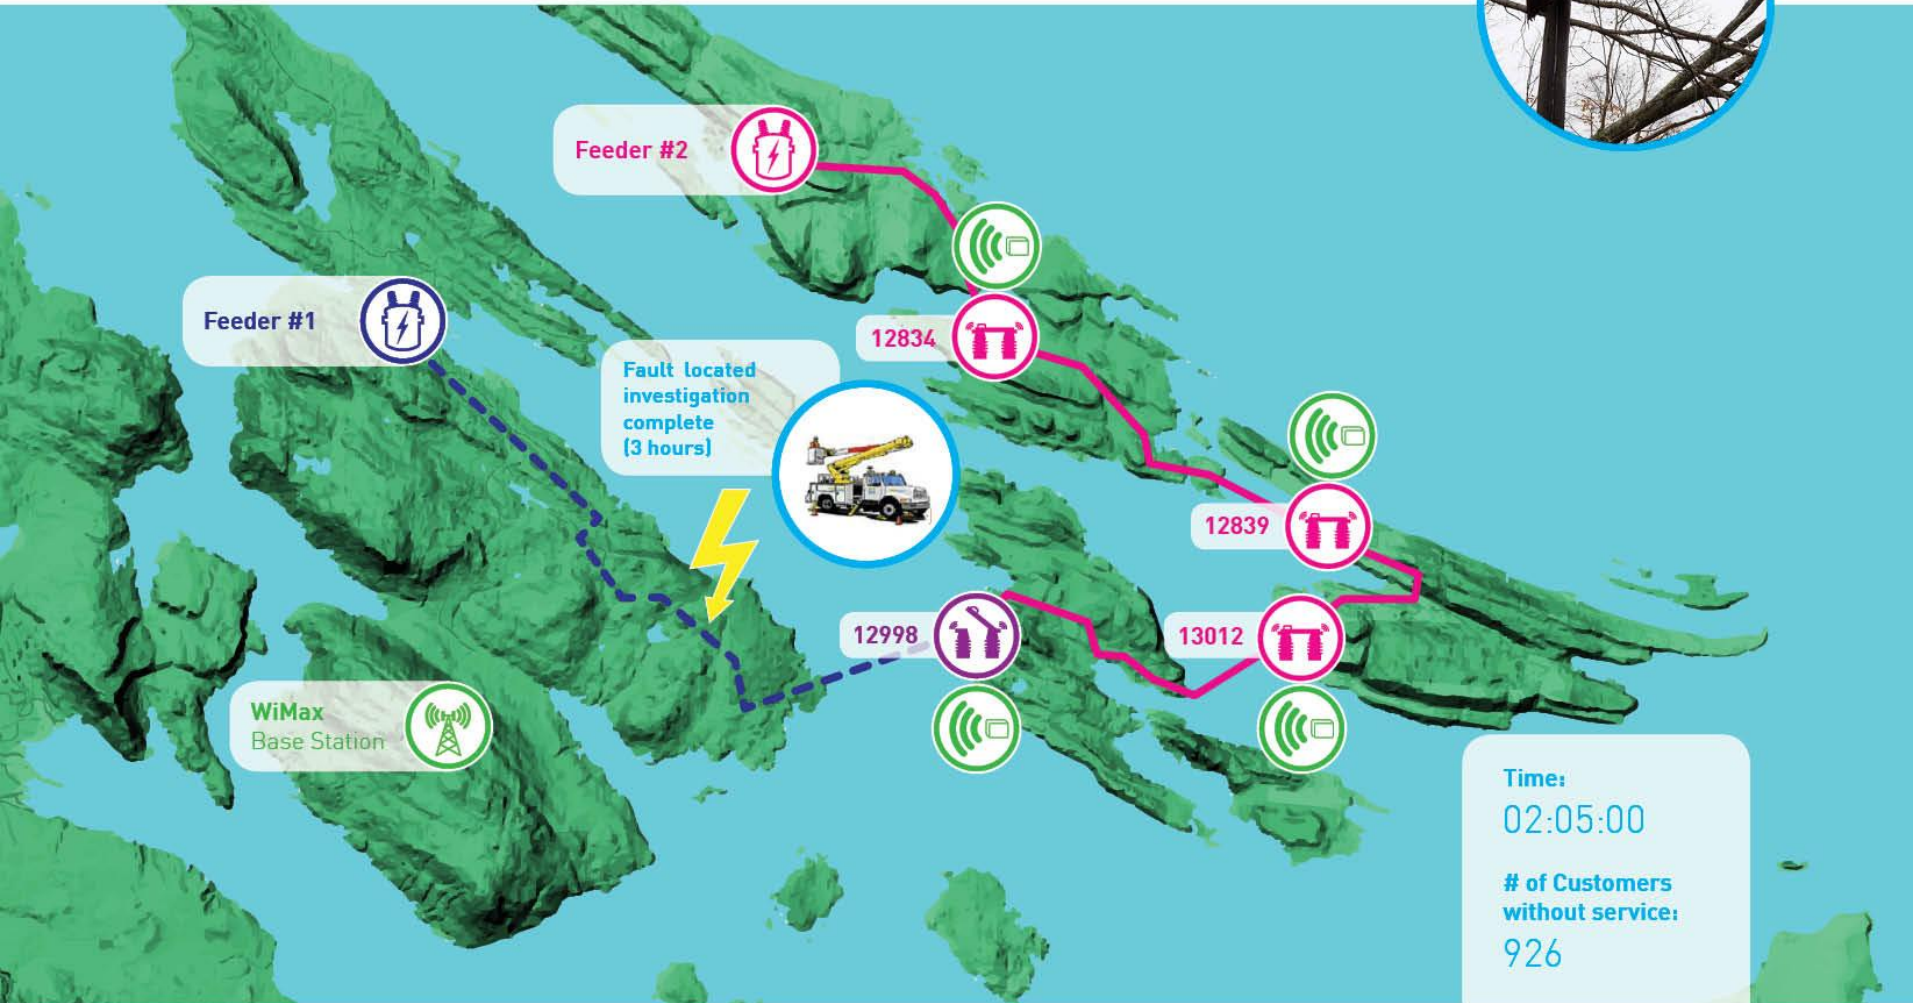 Feeder #2
Feeder #1
12834
Fault located
investigation
complete
(3 hours)
12839
12998
13012
WiMax
Base Station
Time:
02:05:00
# of Customers
without service:
926